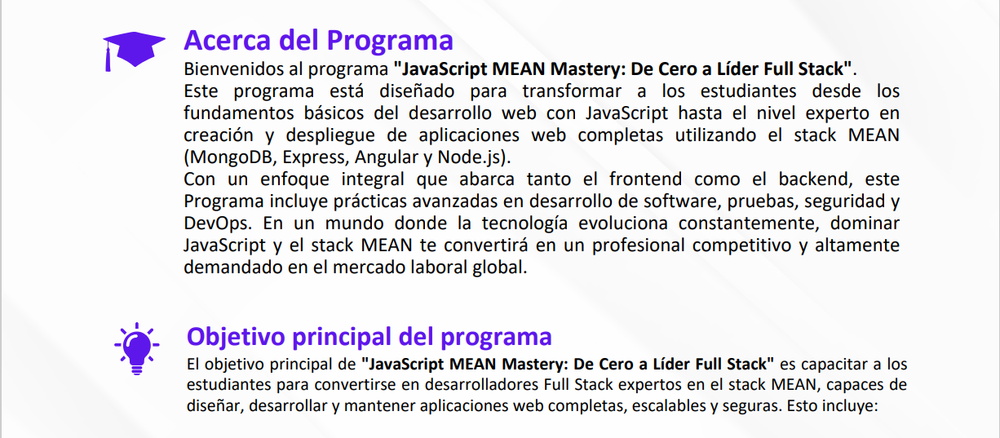 Acerca del Programa
Bienvenidos al programa "JavaScript MEAN Mastery: De Cero a Líder Full Stack".
Este programa está diseñado para transformar a los estudiantes desde los
fundamentos básicos del desarrollo web con JavaScript hasta el nivel experto en
creación y despliegue de aplicaciones web completas utilizando el stack MEAN
(MongoDB, Express, Angular y Node.js).
Con un enfoque integral que abarca tanto el frontend como el backend, este
Programa incluye prácticas avanzadas en desarrollo de software, pruebas, seguridad y
DevOps. En un mundo donde la tecnología evoluciona constantemente, dominar
JavaScript y el stack MEAN te convertirá en un profesional competitivo y altamente
demandado en el mercado laboral global.
Objetivo principal del programa
El objetivo principal de "JavaScript MEAN Mastery: De Cero a Líder Full Stack" es capacitar a los
estudiantes para convertirse en desarrolladores Full Stack expertos en el stack MEAN, capaces de
diseñar, desarrollar y mantener aplicaciones web completas, escalables y seguras. Esto incluye: